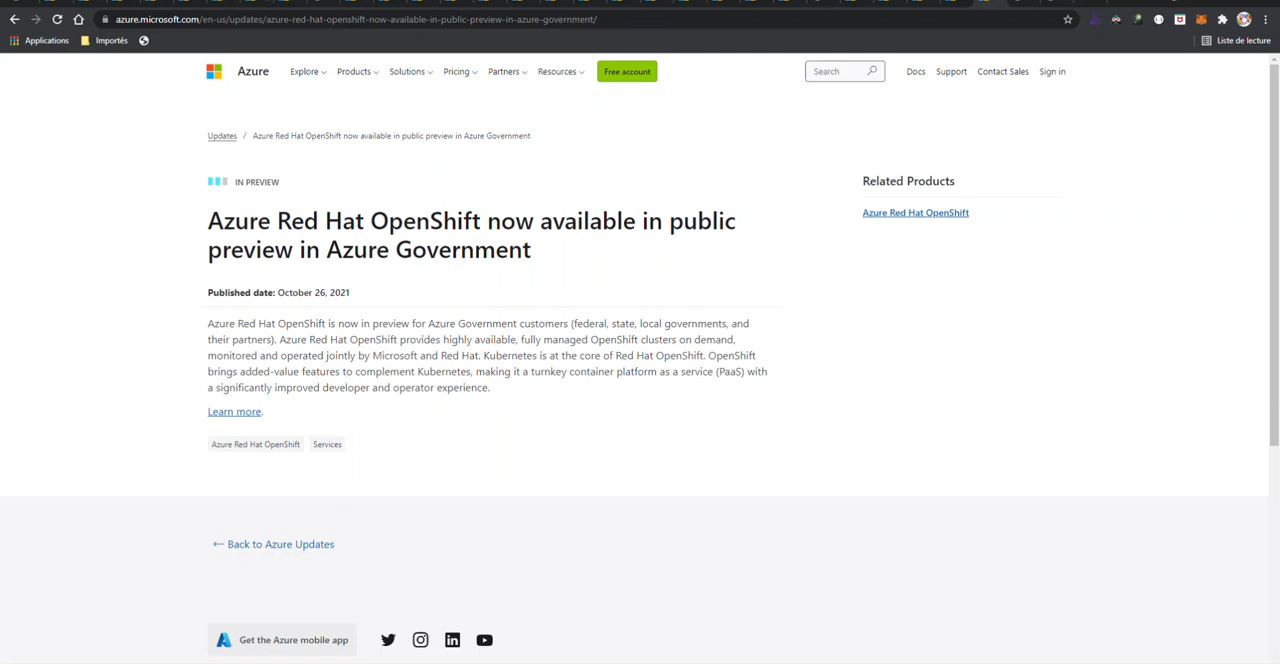 azure.microsoft.com/en-us/updates/azure-red-hat-openshift-now-available-in-public-preview-in-azure-government/
Applications Importés Liste de lecture
Azure Explore Products Solutions Pricing Partners Resources Free account Search Docs Support Contact Sales Sign in
Updates / Azure Red Hat OpenShift now available in public preview in Azure Government
IN PREVIEW
Azure Red Hat OpenShift now available in public
preview in Azure Government
Published date: October 26, 2021
Azure Red Hat OpenShift is now in preview for Azure Government customers (federal, state, local governments, and
their partners). Azure Red Hat OpenShift provides highly available, fully managed OpenShift clusters on demand,
monitored and operated jointly by Microsoft and Red Hat. Kubernetes is at the core of Red Hat OpenShift. OpenShift
brings added-value features to complement Kubernetes, making it a turnkey container platform as a service (PaaS) with
a significantly improved developer and operator experience.
Learn more.
Azure Red Hat OpenShift Services
Related Products
Azure Red Hat OpenShift
← Back to Azure Updates
Get the Azure mobile app